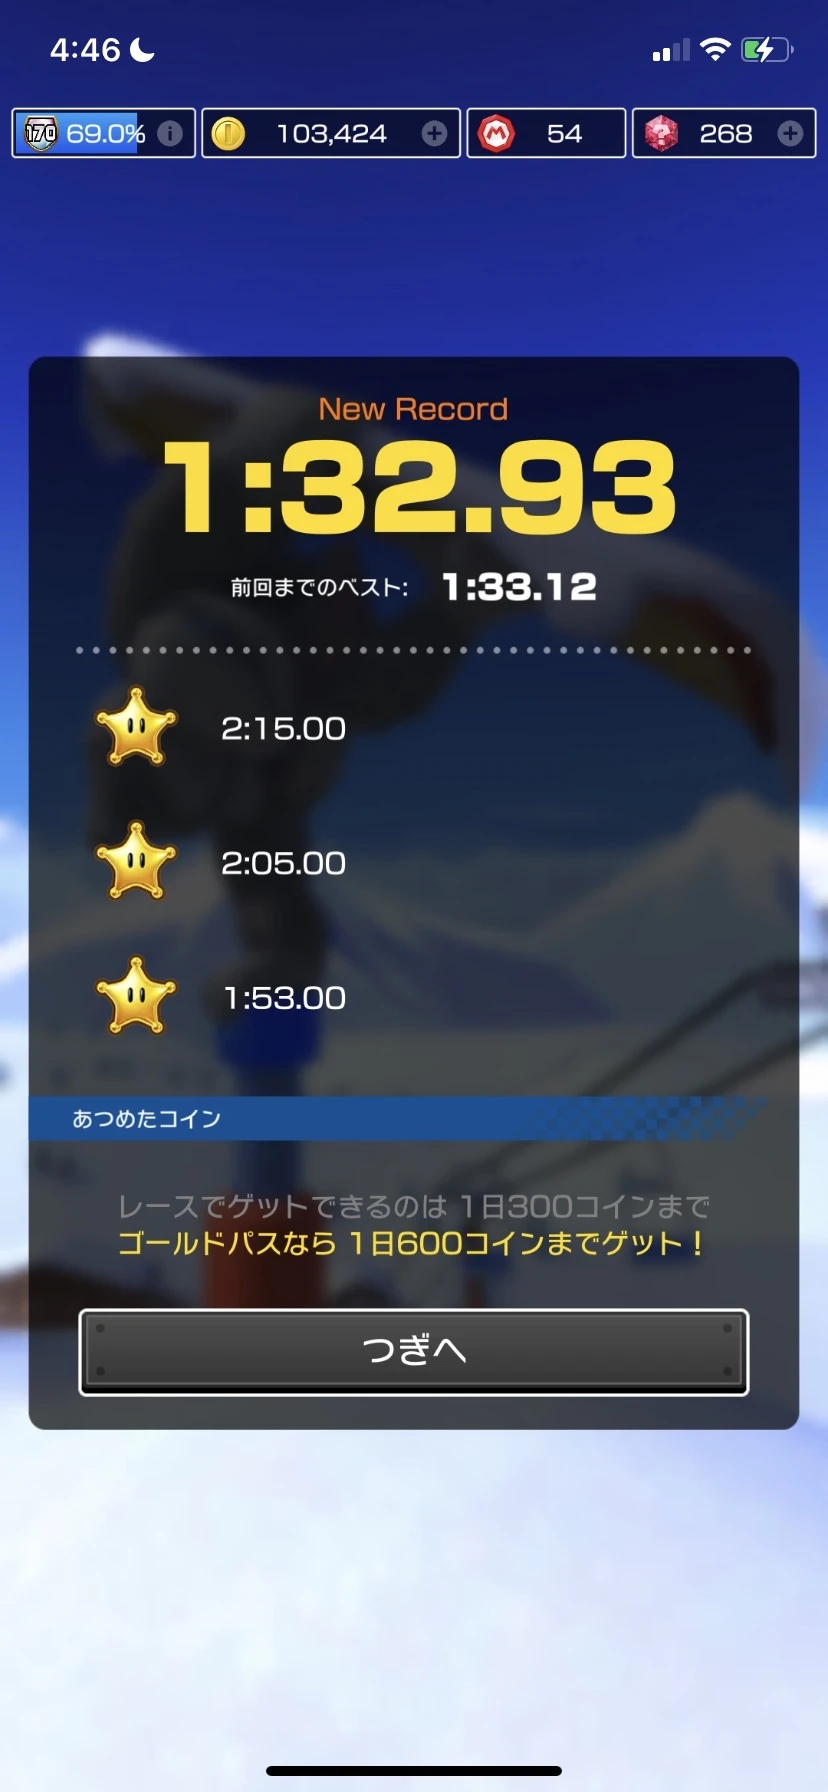 4:46
170 69.0% i 103,424 + M 54 ? 268 +
New Record
1:32.93
前回までのベスト: 1:33.12
2:15.00
2:05.00
1:53.00
あつめたコイン
レースでゲットできるのは 1日300コインまで
ゴールドパスなら 1日600コインまでゲット！
つぎへ